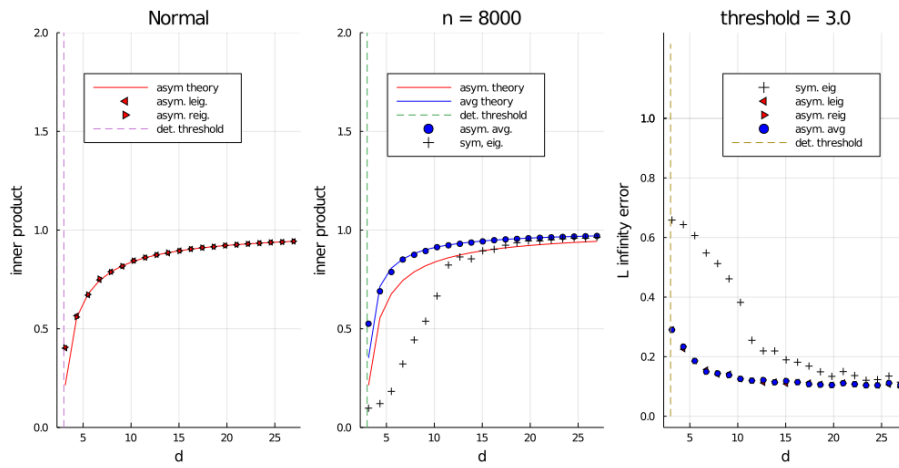 Normal
n = 8000
threshold = 3.0
inner product
2.0
1.5
1.0
0.5
0.0
asym theory
asym. leig.
asym. reig.
det. threshold
5
10
15
20
25
d
inner product
2.0
1.5
1.0
0.5
0.0
asym. theory
avg theory
det. threshold
asym. avg.
sym, eig.
5
10
15
20
25
d
L infinity error
1.0
0.8
0.6
0.4
0.2
0.0
sym. eig
asym. leig
asym. reig
asym. avg
det. threshold
5
10
15
20
25
d